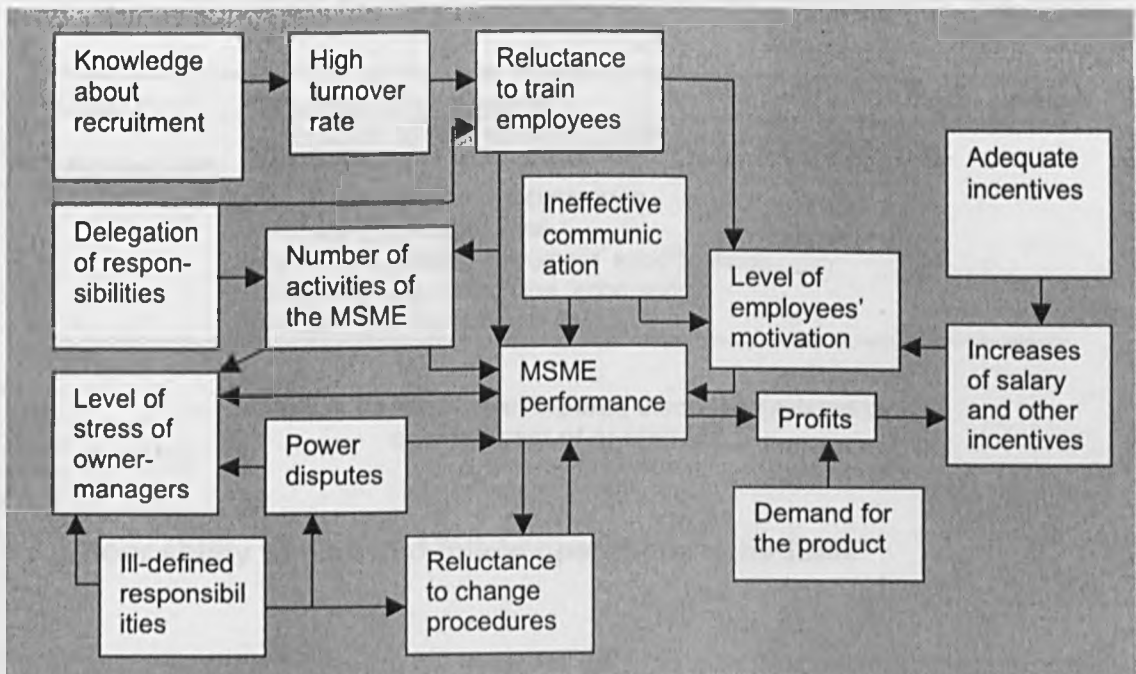 Knowledge
about
recruitment
High
turnover
rate
Reluctance
to train
employees
Adequate
incentives
Ineffective
communic
ation
Delegation
of respon-
sibilities
Number of
activities of
the MSME
Level of
employees'
motivation
Increases
of salary
and other
incentives
MSME
performance
Profits
Level of
stress of
owner-
managers
Power
disputes
Demand for
the product
Ill-defined
responsibil
ities
Reluctance
to change
procedures